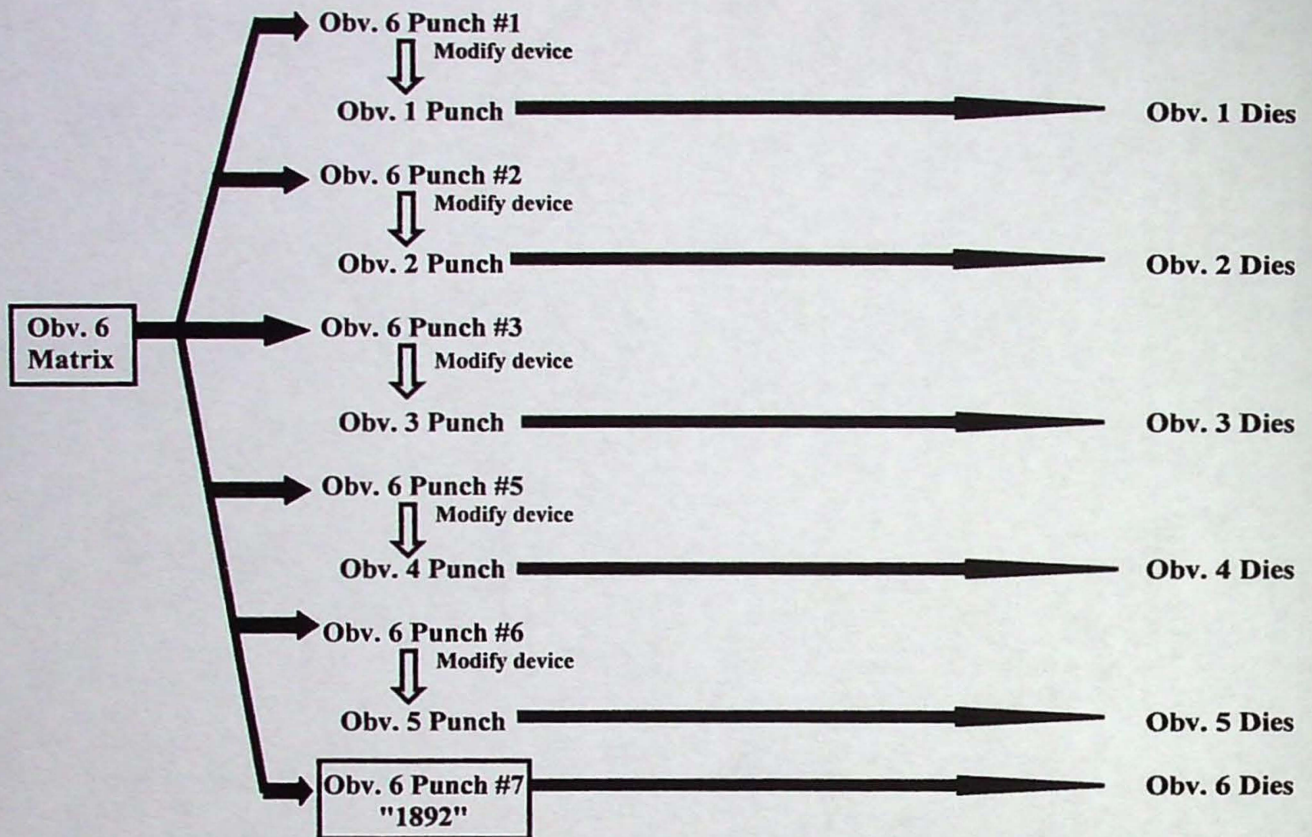 Obv. 6 Punch #1
Modify device
Obv. 1 Punch
Obv. 1 Dies
Obv. 6 Punch #2
Modify device
Obv. 2 Punch
Obv. 2 Dies
Obv. 6
Matrix
Obv. 6 Punch #3
Modify device
Obv. 3 Punch
Obv. 3 Dies
Obv. 6 Punch #5
Modify device
Obv. 4 Punch
Obv. 4 Dies
Obv. 6 Punch #6
Modify device
Obv. 5 Punch
Obv. 5 Dies
Obv. 6 Punch #7
"1892"
Obv. 6 Dies